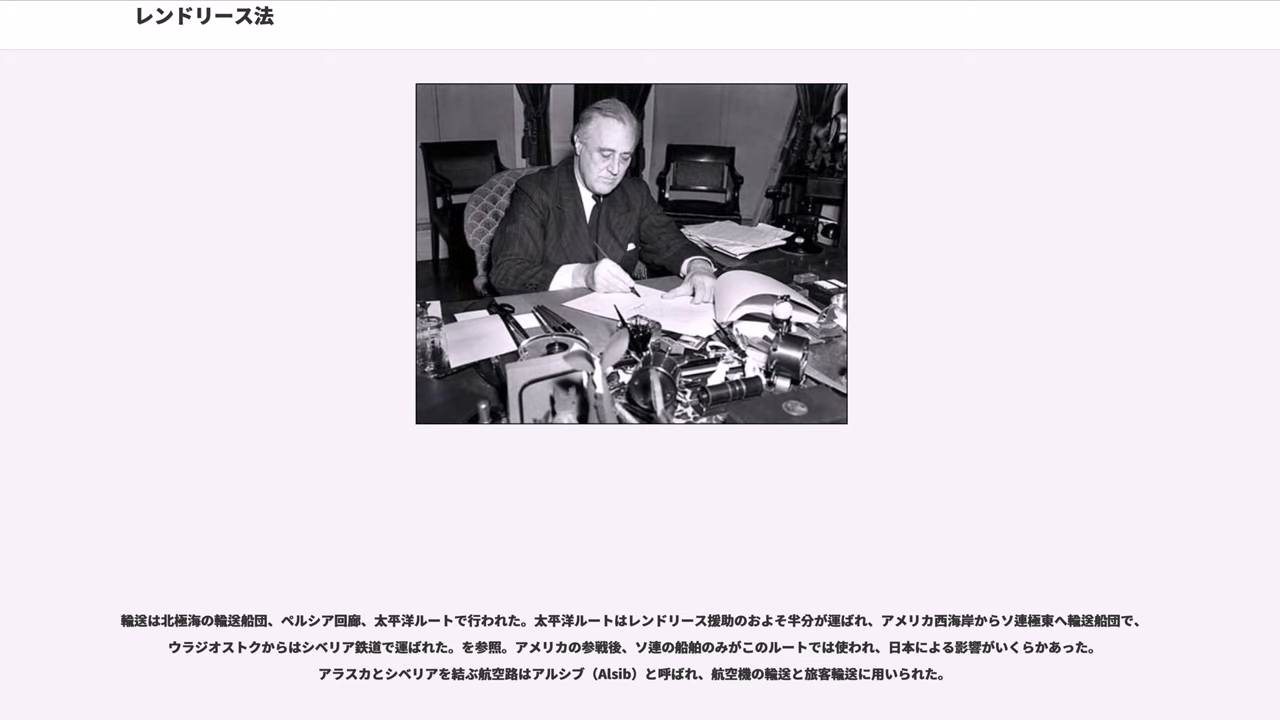 レンドリース法
輸送は北極海の輸送船団、ペルシア回廊、太平洋ルートで行われた。太平洋ルートはレンドリース援助のおよそ半分が運ばれ、アメリカ西海岸からソ連極東へ輸送船団で、
ウラジオストクからはシベリア鉄道で運ばれた。を参照。アメリカの参戦後、ソ連の船舶のみがこのルートでは使われ、日本による影響がいくらかあった。
アラスカとシベリアを結ぶ航空路はアルシブ（Alsib）と呼ばれ、航空機の輸送と旅客輸送に用いられた。